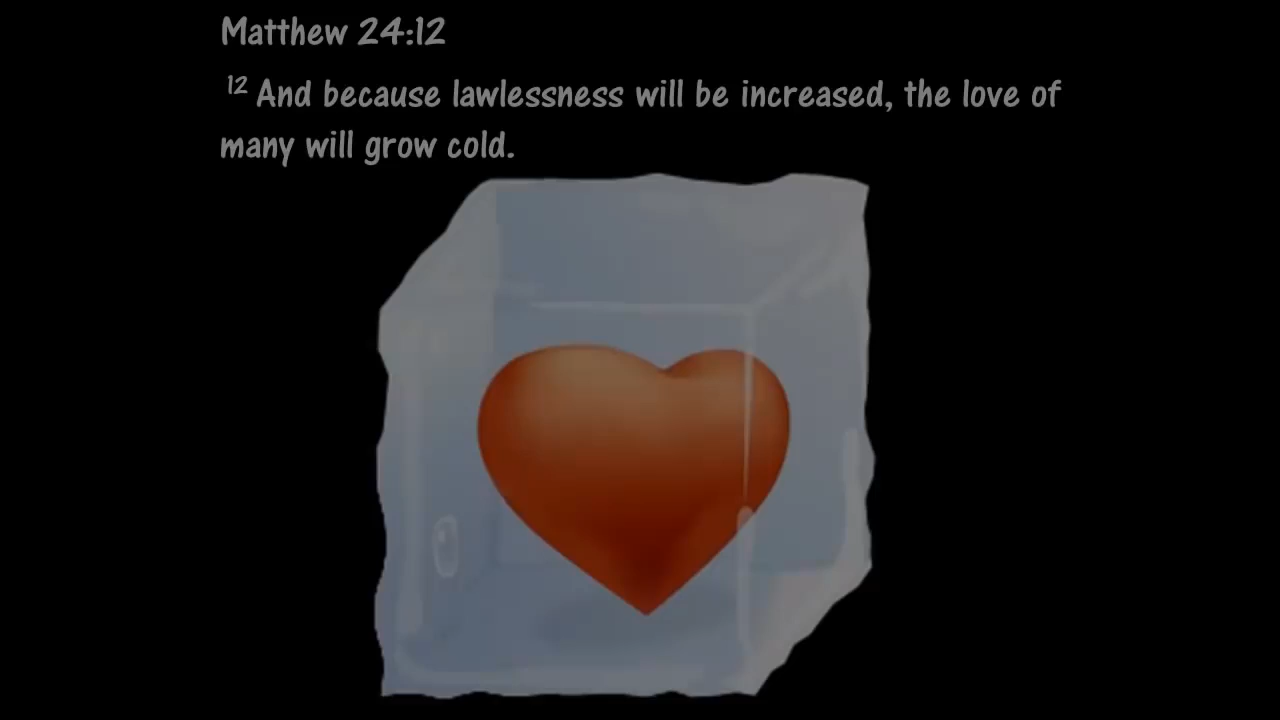 Matthew 24:12
12 And because lawlessness will be increased, the love of
many will grow cold.